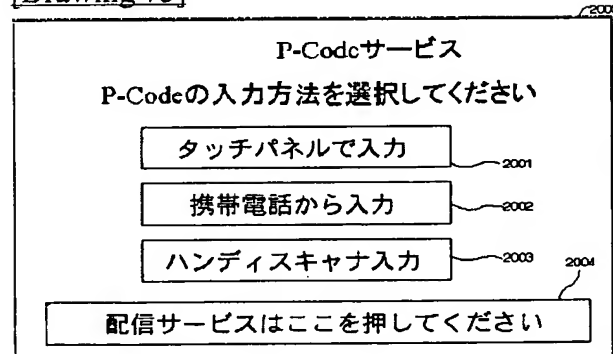 [Drawing 75]
P-Codeサービス
P-Codeの入力方法を選択してください
タッチパネルで入力
2001
携帯電話から入力
2002
ハンディスキャナ入力
2003
2004
配信サービスはここを押してください